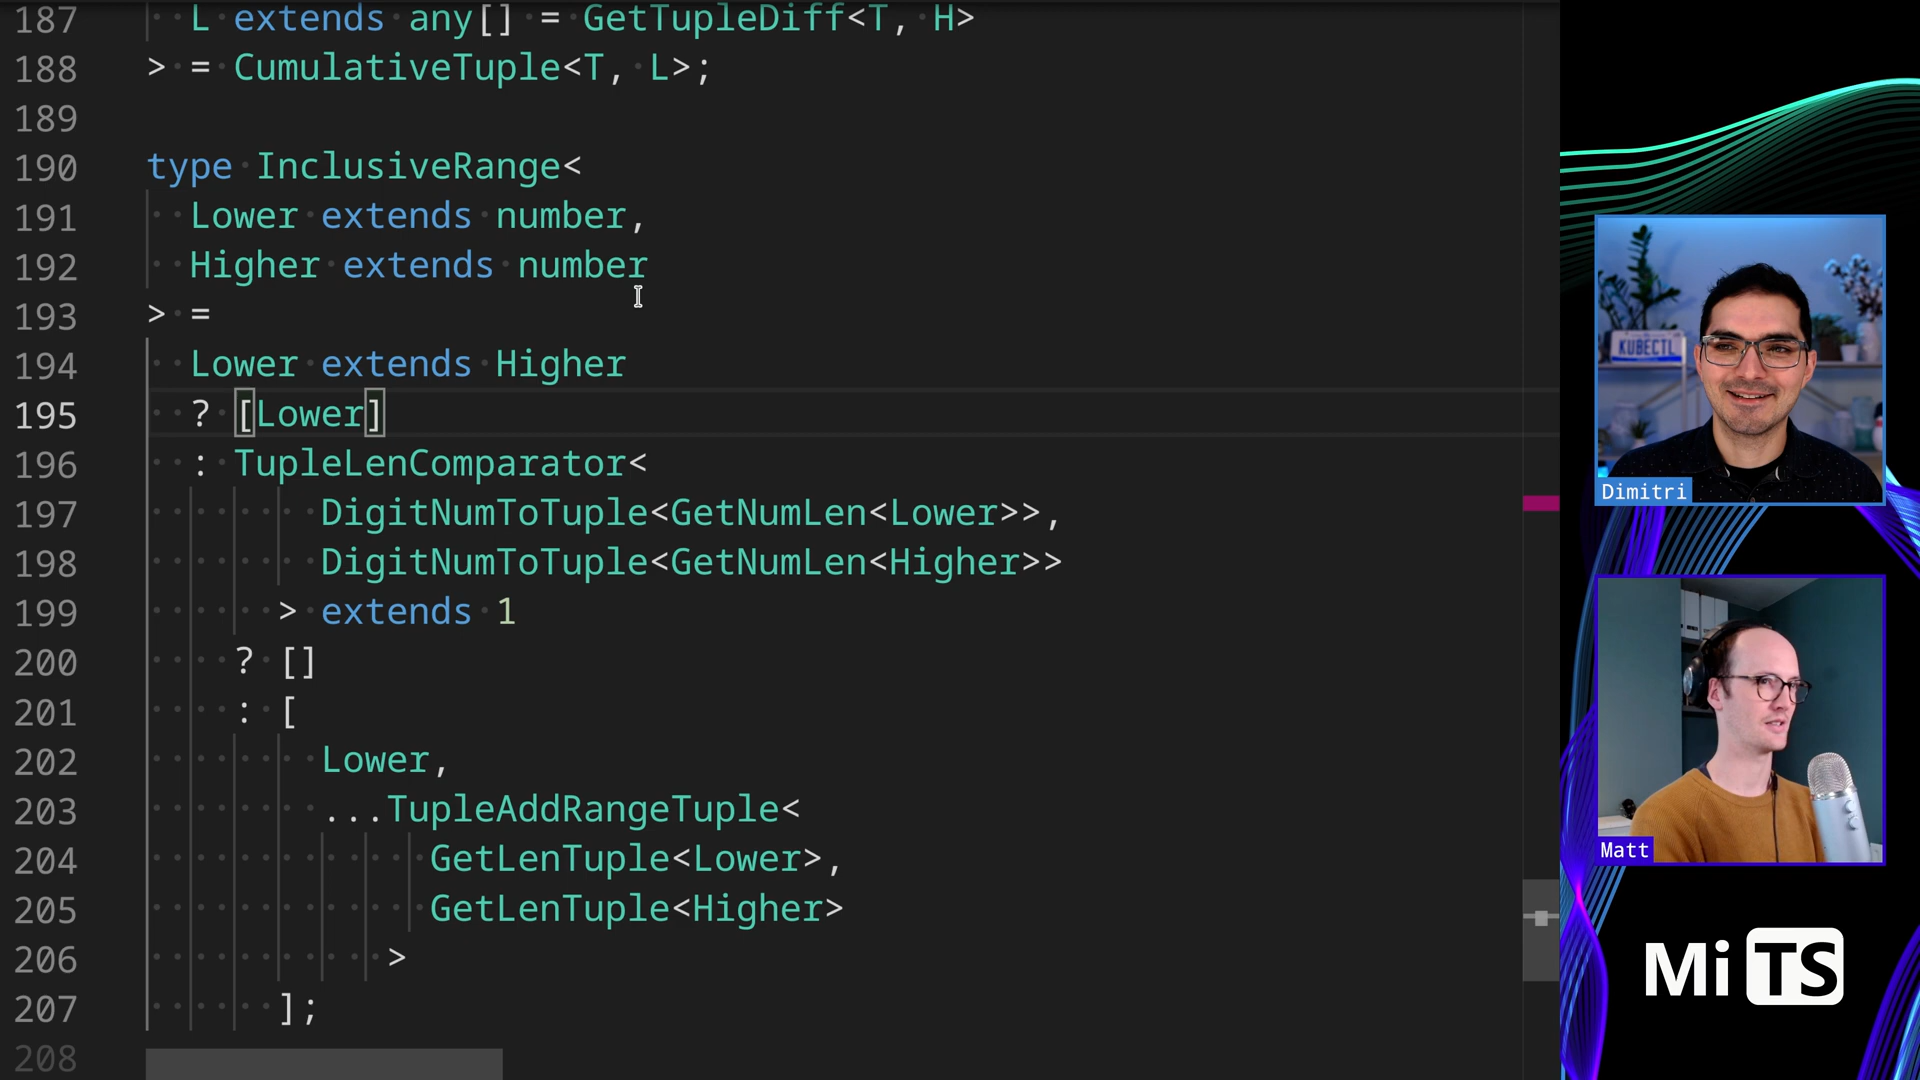 187 L extends any[] = GetTupleDiff<T, H>
188 > = CumulativeTuple<T, L>;
189
190 type InclusiveRange<
191 Lower extends number,
192 Higher extends number
193 > =
194 Lower extends Higher
195 ? [Lower]
196 : TupleLenComparator<
197 DigitNumToTuple<GetNumLen<Lower>>,
198 DigitNumToTuple<GetNumLen<Higher>>
199 > extends 1
200 ? []
201 : [
202 Lower,
203 ...TupleAddRangeTuple<
204 GetLenTuple<Lower>,
205 GetLenTuple<Higher>
206 >
207 ];
208
KUBECTL
Dimitri
Matt
Mi TS